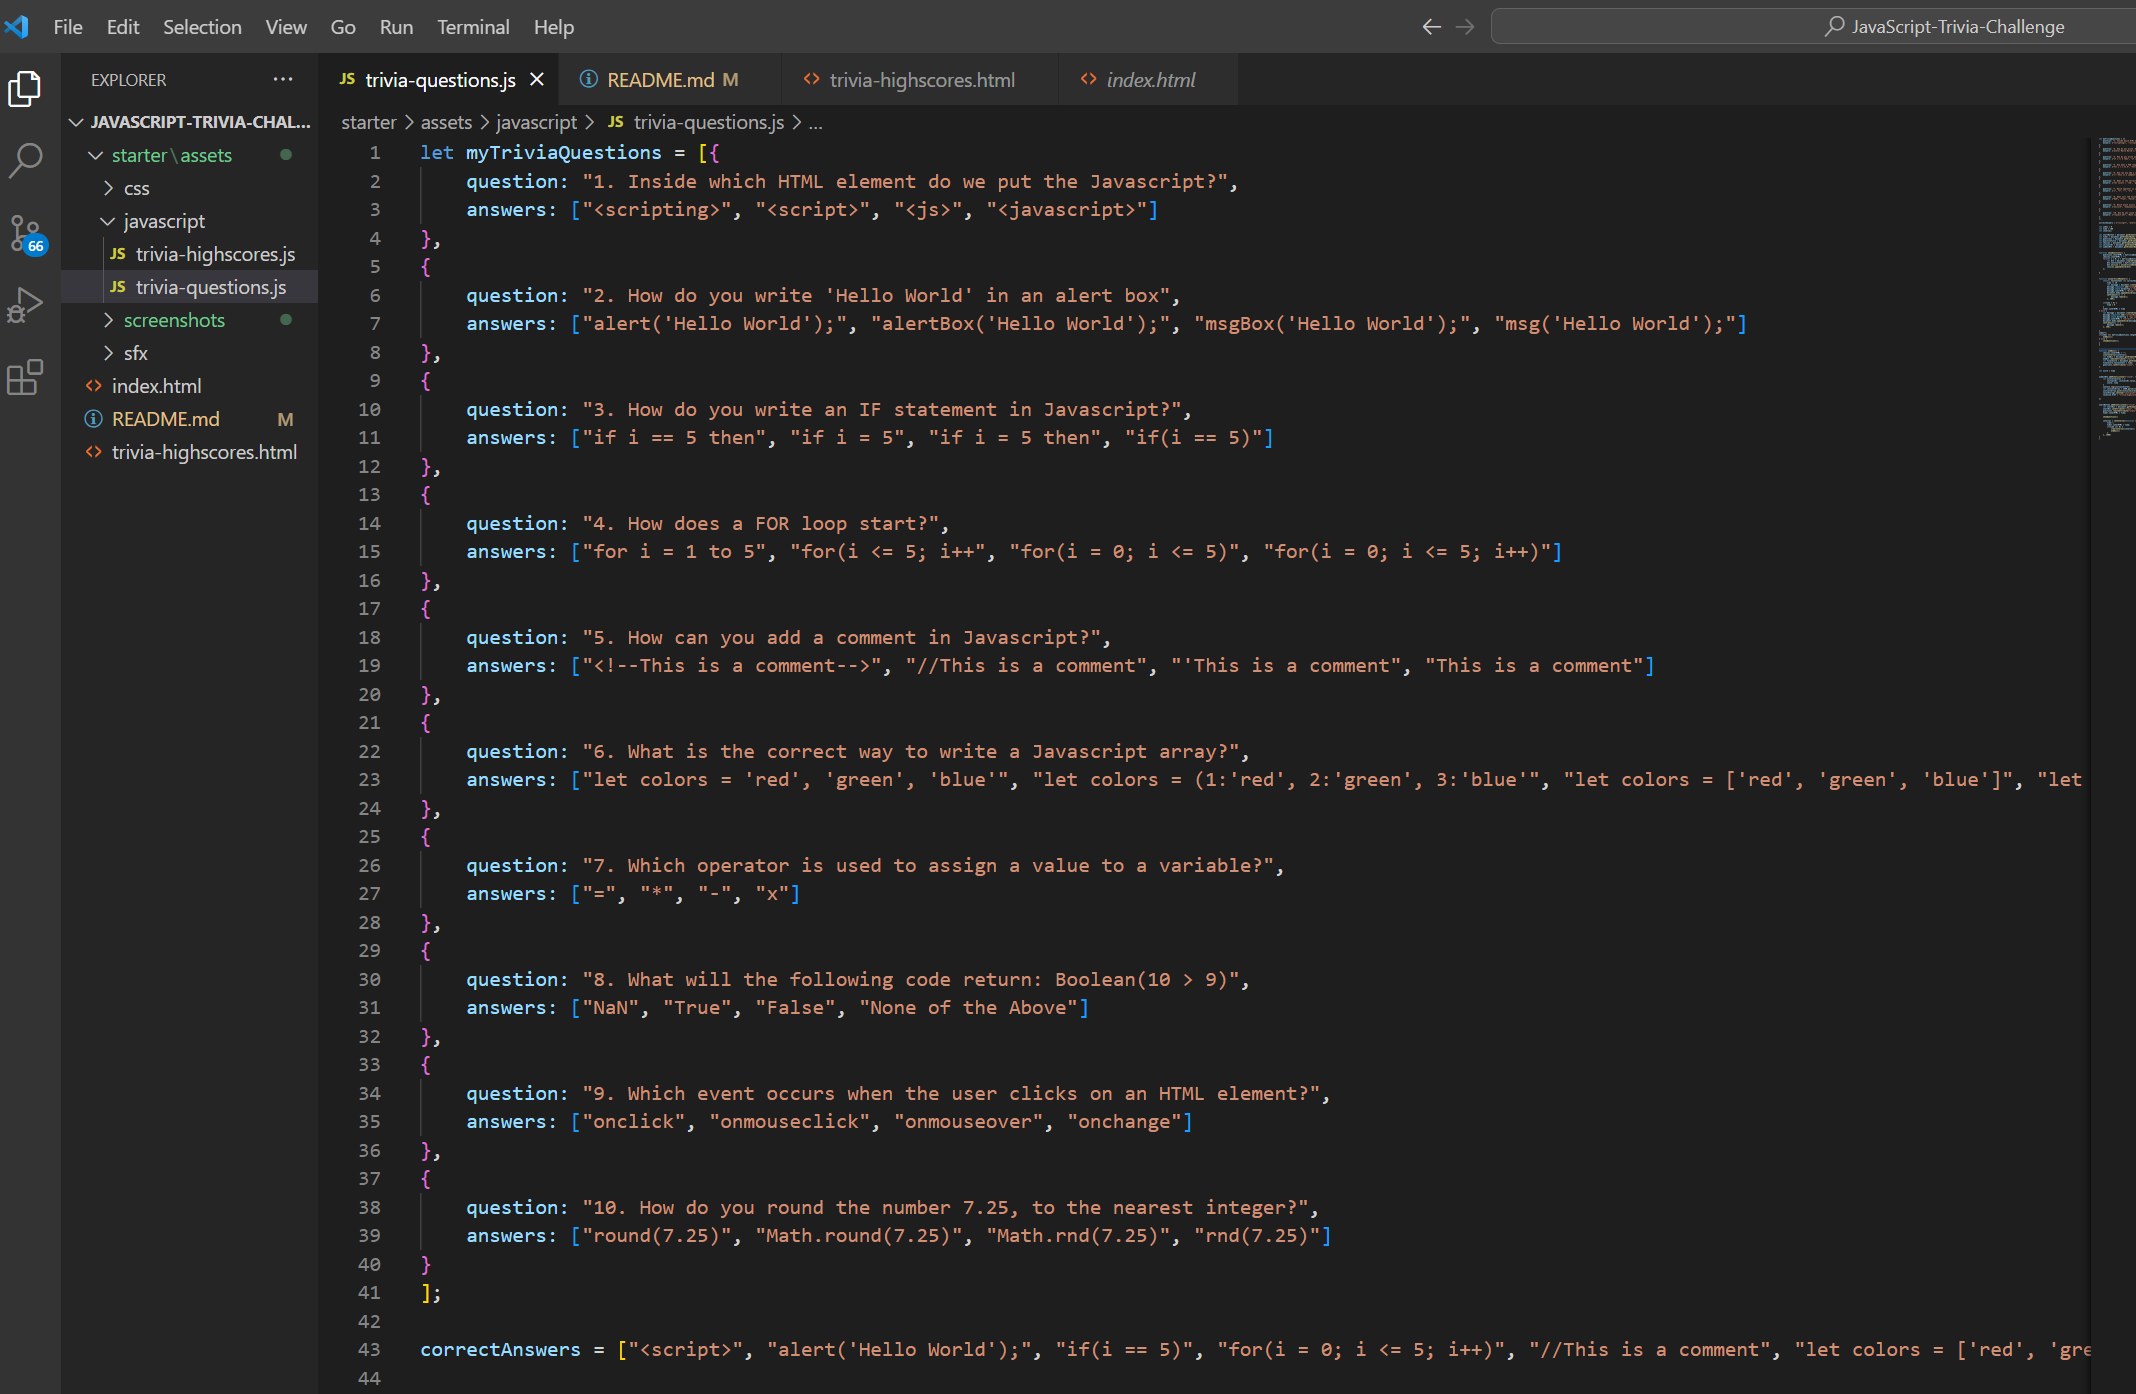 File Edit Selection View Go Run Terminal Help JavaScript-Trivia-Challenge
EXPLORER ... JS trivia-questions.js README.md M <> trivia-highscores.html <> index.html
JAVASCRIPT-TRIVIA-CHAL...
starter\assets
css
javascript
JS trivia-highscores.js
JS trivia-questions.js
screenshots
sfx
<> index.html
README.md M
<> trivia-highscores.html
66
starter > assets > javascript > JS trivia-questions.js > ...
1 let myTriviaQuestions = [{
2 question: "1. Inside which HTML element do we put the Javascript?",
3 answers: ["<scripting>", "<script>", "<js>", "<javascript>"]
4 },
5 {
6 question: "2. How do you write 'Hello World' in an alert box",
7 answers: ["alert('Hello World');", "alertBox('Hello World');", "msgBox('Hello World');", "msg('Hello World');"]
8 },
9 {
10 question: "3. How do you write an IF statement in Javascript?",
11 answers: ["if i == 5 then", "if i = 5", "if i = 5 then", "if(i == 5)"]
12 },
13 {
14 question: "4. How does a FOR loop start?",
15 answers: ["for i = 1 to 5", "for(i <= 5; i++", "for(i = 0; i <= 5)", "for(i = 0; i <= 5; i++)"]
16 },
17 {
18 question: "5. How can you add a comment in Javascript?",
19 answers: ["<!--This is a comment-->", "//This is a comment", "'This is a comment", "This is a comment"]
20 },
21 {
22 question: "6. What is the correct way to write a Javascript array?",
23 answers: ["let colors = 'red', 'green', 'blue'", "let colors = (1:'red', 2:'green', 3:'blue'", "let colors = ['red', 'green', 'blue']", "let
24 },
25 {
26 question: "7. Which operator is used to assign a value to a variable?",
27 answers: ["=", "*", "-", "x"]
28 },
29 {
30 question: "8. What will the following code return: Boolean(10 > 9)",
31 answers: ["NaN", "True", "False", "None of the Above"]
32 },
33 {
34 question: "9. Which event occurs when the user clicks on an HTML element?",
35 answers: ["onclick", "onmouseclick", "onmouseover", "onchange"]
36 },
37 {
38 question: "10. How do you round the number 7.25, to the nearest integer?",
39 answers: ["round(7.25)", "Math.round(7.25)", "Math.rnd(7.25)", "rnd(7.25)"]
40 }
41 ];
42
43 correctAnswers = ["<script>", "alert('Hello World');", "if(i == 5)", "for(i = 0; i <= 5; i++)", "//This is a comment", "let colors = ['red', 'gre
44